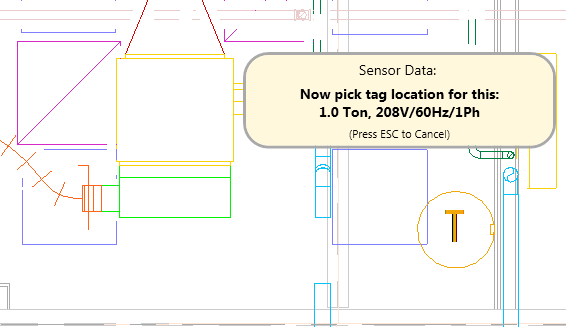 Sensor Data:
Now pick tag location for this:
1.0 Ton, 208V/60Hz/1Ph
(Press ESC to Cancel)
T